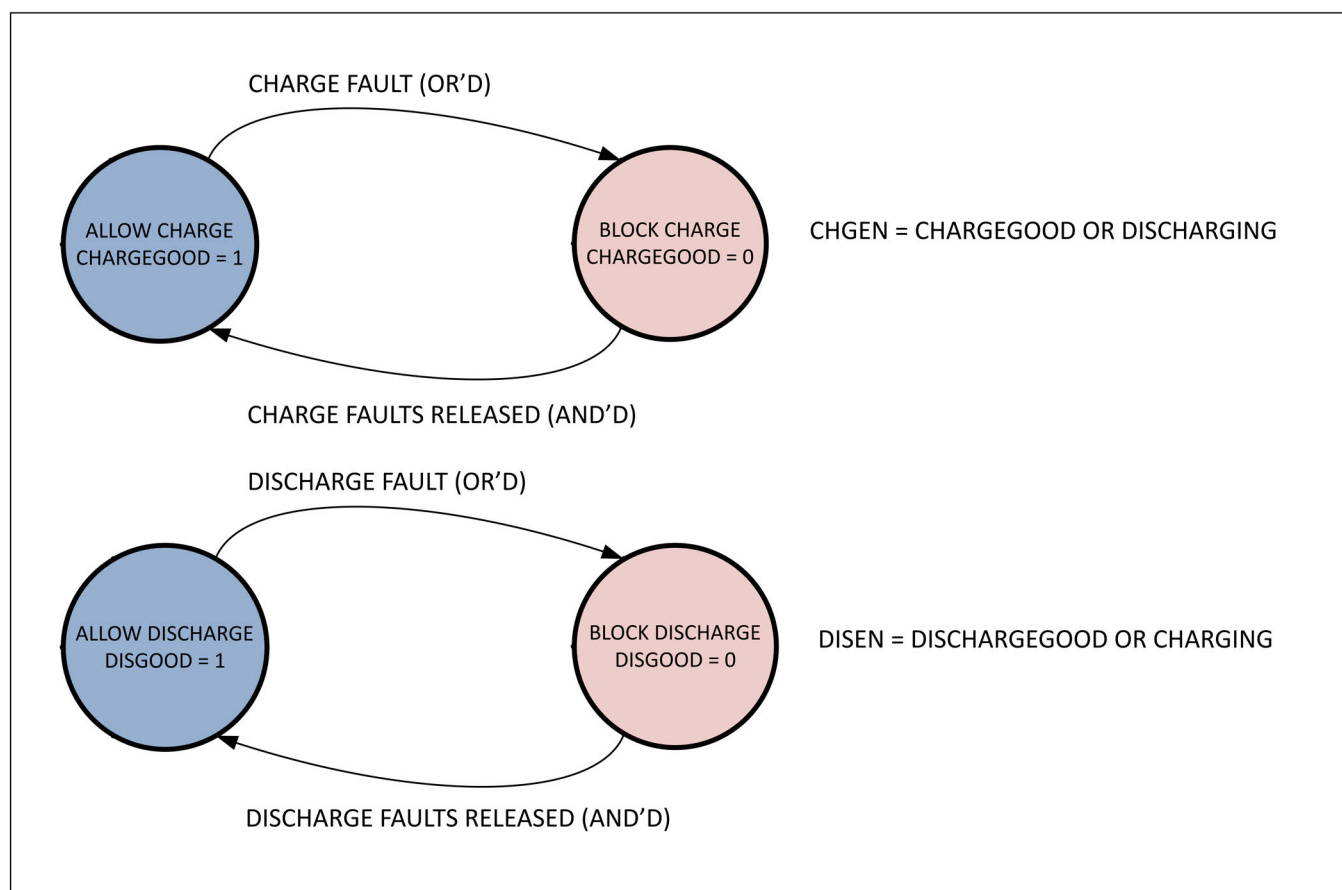 CHARGE FAULT (OR’D)
ALLOW CHARGE
CHARGEGOOD = 1
BLOCK CHARGE
CHARGEGOOD = 0
CHGEN = CHARGEGOOD OR DISCHARGING
CHARGE FAULTS RELEASED (AND’D)
DISCHARGE FAULT (OR’D)
ALLOW DISCHARGE
DISGOOD = 1
BLOCK DISCHARGE
DISGOOD = 0
DISEN = DISCHARGEGOOD OR CHARGING
DISCHARGE FAULTS RELEASED (AND’D)